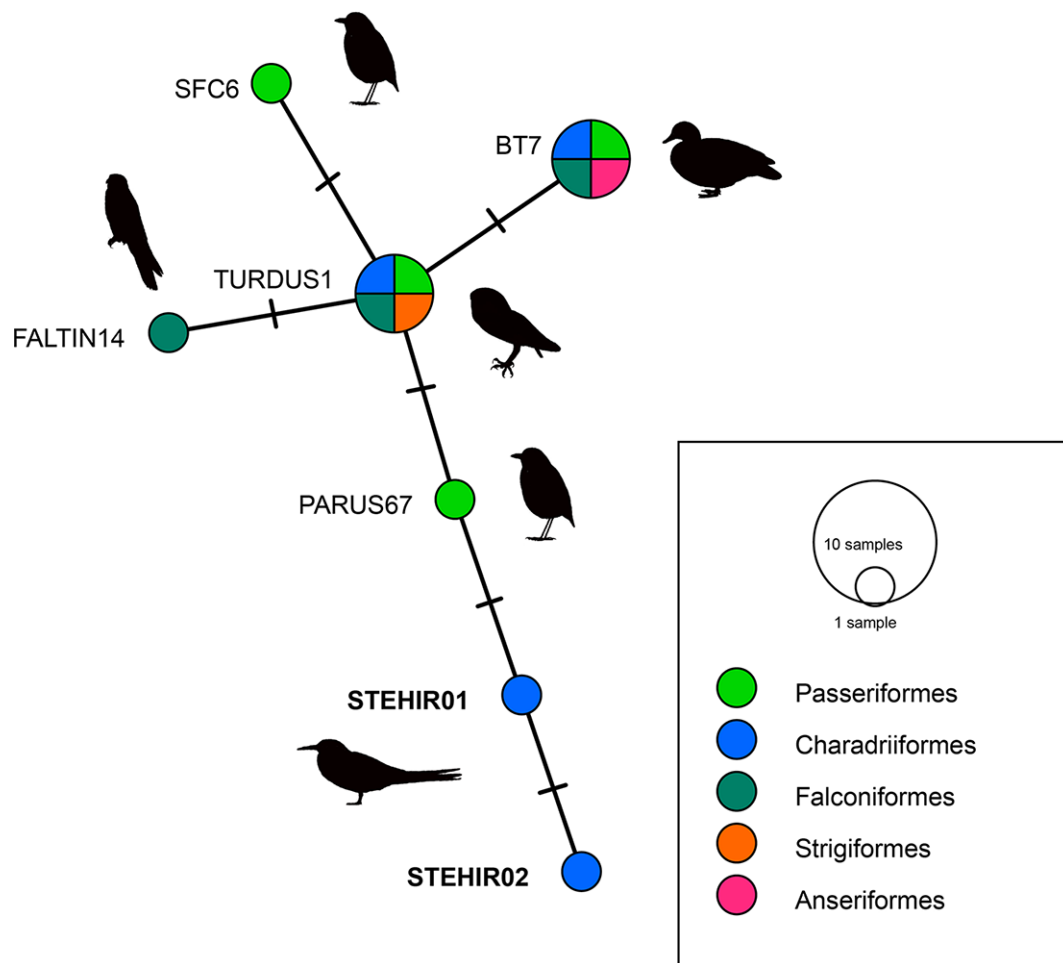 SFC6
BT7
TURDUS1
FALTIN14
PARUS67
STEHIR01
STEHIR02
10 samples
1 sample
Passeriformes
Charadriiformes
Falconiformes
Strigiformes
Anseriformes